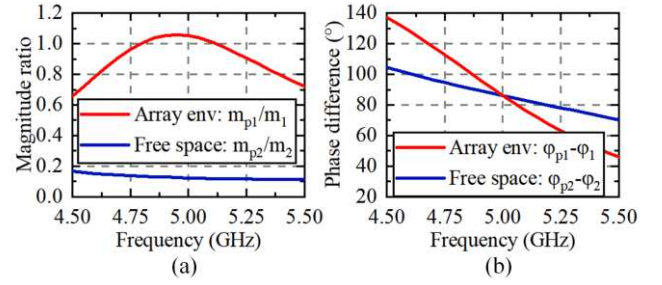 Magnitude ratio
1.2
1.0
0.8
0.6
0.4
0.2
0.0
Array env: mp1/m1
Free space: mp2/m2
4.50 4.75 5.00 5.25 5.50
Frequency (GHz)
(a)
Phase difference (°)
140
120
100
80
60
40
20
Array env: φp1-φ1
Free space: φp2-φ2
4.50 4.75 5.00 5.25 5.50
Frequency (GHz)
(b)